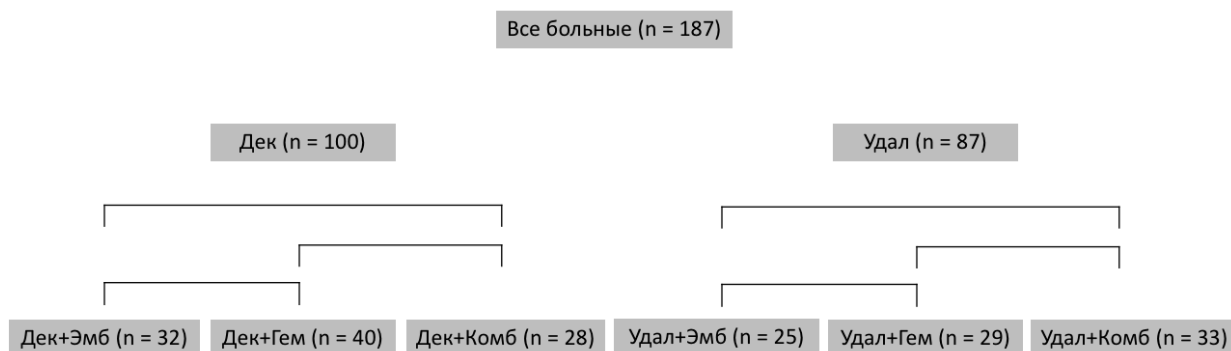 Все больные (n = 187)
Дек (n = 100)
Удал (n = 87)
Дек+Эмб (n = 32)
Дек+Гем (n = 40)
Дек+Комб (n = 28)
Удал+Эмб (n = 25)
Удал+Гем (n = 29)
Удал+Комб (n = 33)